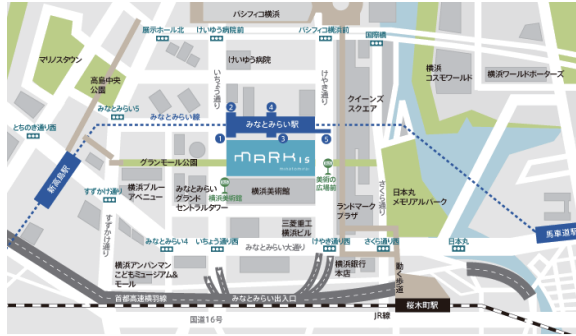 パシフィコ横浜
展示ホール北
けいゆう病院前
パシフィコ横浜前
国際橋
マリノスタウン
高島中央
公園
けいゆう病院
いちょう通り
けやき通り
クイーンズ
スクエア
横浜
コスモワールド
横浜ワールドポーターズ
みなとみらい5
みなとみらい線
2
4
みなとみらい駅
1
3
5
とちのき通り西
新高島駅
グランモール公園
MARK IS
minatomirai
美術の
広場前
すずかけ通り
横浜ブルー
アベニュー
みなとみらい
グランド
セントラルタワー
横浜美術館
横浜美術館
ランドマーク
プラザ
さくら通り
日本丸
メモリアルパーク
すずかけ通り
三菱重工
横浜ビル
馬車道駅
みなとみらい4
いちょう通り西
みなとみらい大通り
けやき通り西
さくら通り西
日本丸
横浜アンパンマン
こどもミュージアム&
モール
横浜銀行
本店
動く歩道
首都高速横羽線
みなとみらい出入口
桜木町駅
JR線
国道16号